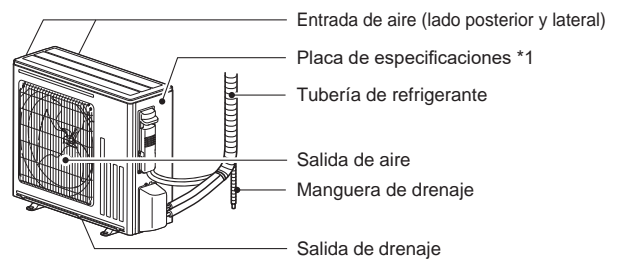 Entrada de aire (lado posterior y lateral)
Placa de especificaciones *1
Tubería de refrigerante
Salida de aire
Manguera de drenaje
Salida de drenaje